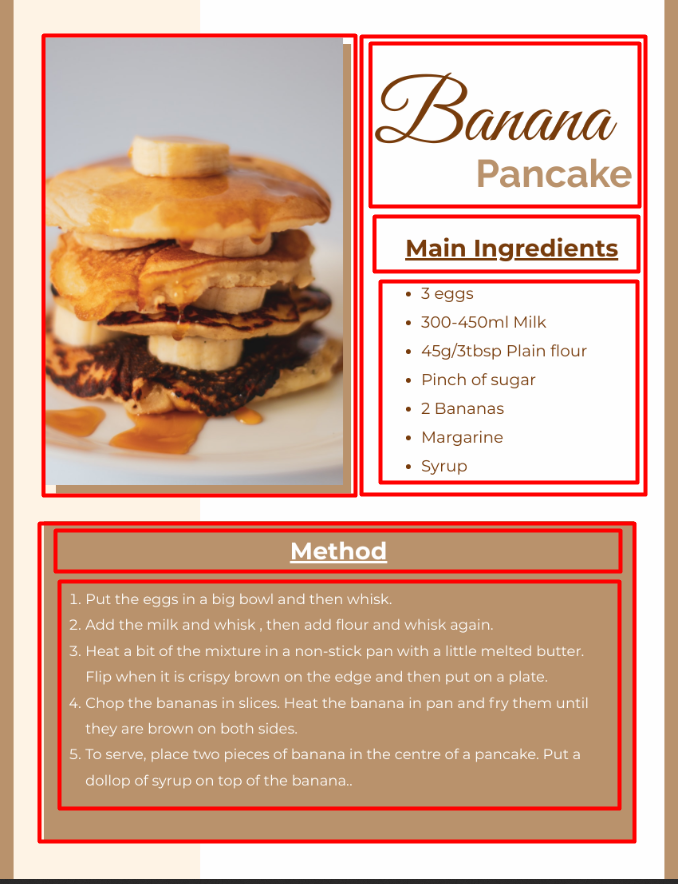 Banana
Pancake
Main Ingredients
• 3 eggs
• 300-450ml Milk
• 45g/3tbsp Plain flour
• Pinch of sugar
• 2 Bananas
• Margarine
• Syrup
Method
1. Put the eggs in a big bowl and then whisk.
2. Add the milk and whisk , then add flour and whisk again.
3. Heat a bit of the mixture in a non-stick pan with a little melted butter.
Flip when it is crispy brown on the edge and then put on a plate.
4. Chop the bananas in slices. Heat the banana in pan and fry them until
they are brown on both sides.
5. To serve, place two pieces of banana in the centre of a pancake. Put a
dollop of syrup on top of the banana..